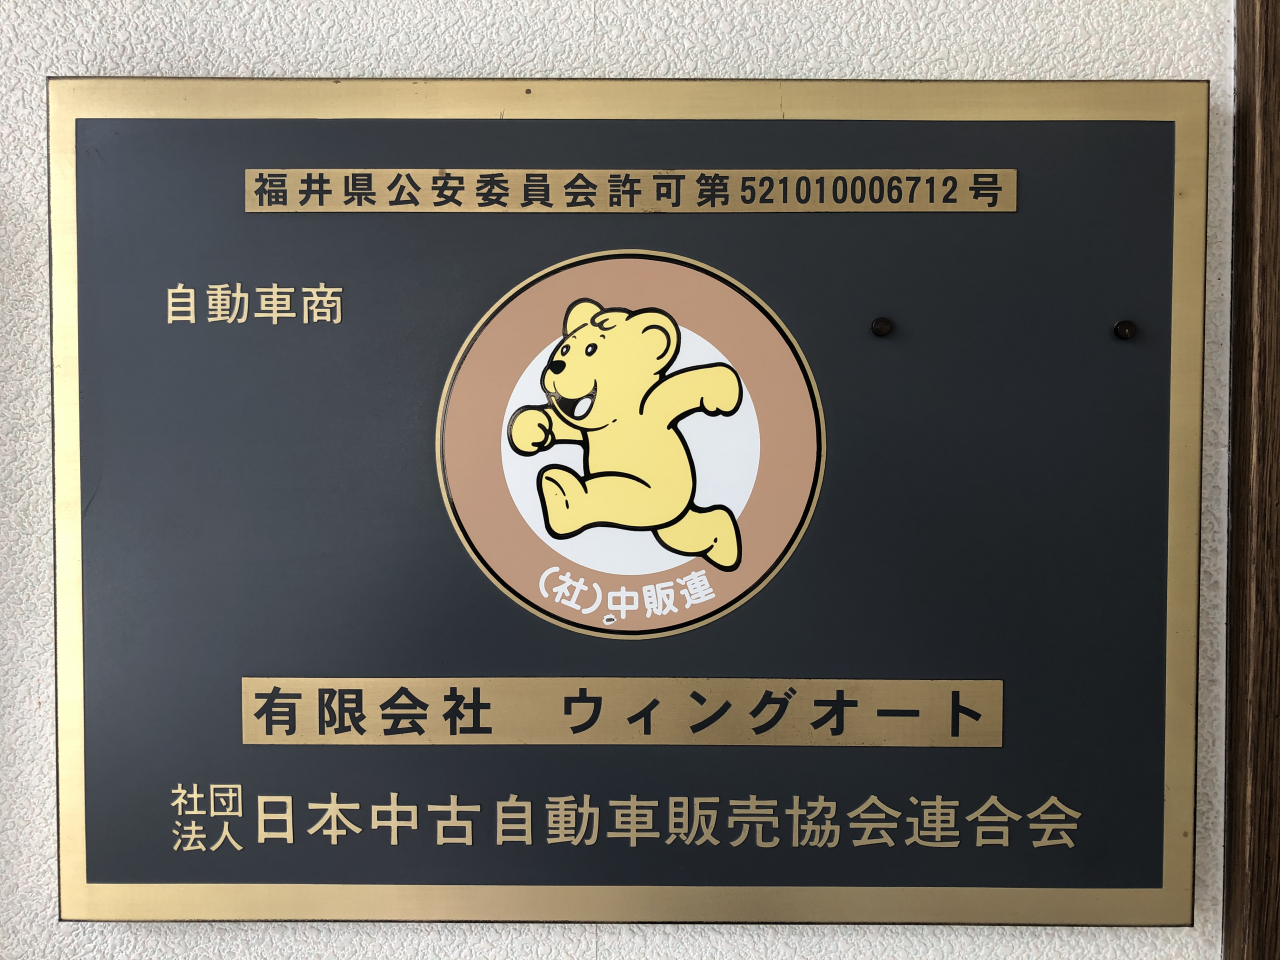 福井県公安委員会許可第521010006712号
自動車商
(社)中販連
有限会社 ウィングオート
社団法人 日本中古自動車販売協会連合会